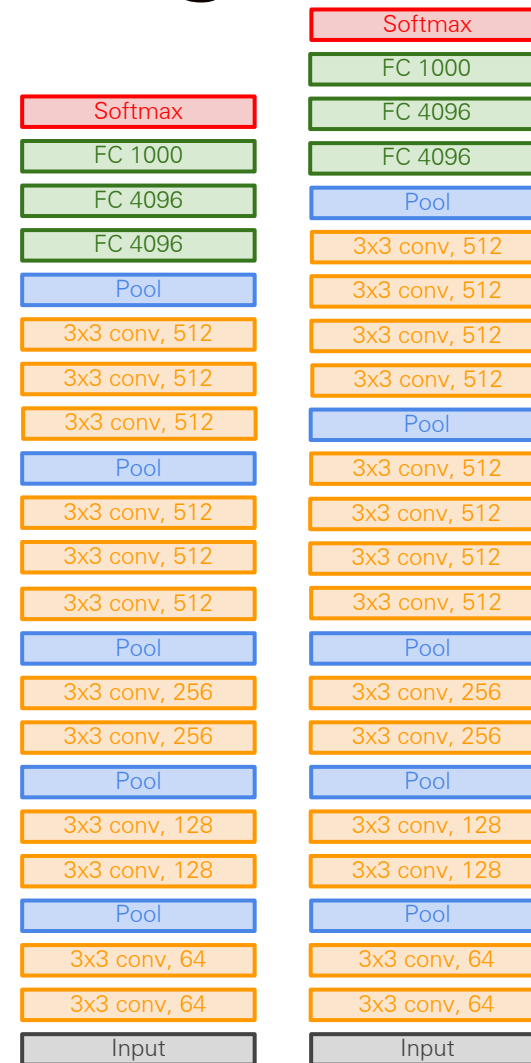 Softmax
FC 1000
FC 4096
FC 4096
Pool
3x3 conv, 512
3x3 conv, 512
3x3 conv, 512
Pool
3x3 conv, 512
3x3 conv, 512
3x3 conv, 512
Pool
3x3 conv, 256
3x3 conv, 256
Pool
3x3 conv, 128
3x3 conv, 128
Pool
3x3 conv, 64
3x3 conv, 64
Input
Softmax
FC 1000
FC 4096
FC 4096
Pool
3x3 conv, 512
3x3 conv, 512
3x3 conv, 512
3x3 conv, 512
Pool
3x3 conv, 512
3x3 conv, 512
3x3 conv, 512
3x3 conv, 512
Pool
3x3 conv, 256
3x3 conv, 256
Pool
3x3 conv, 128
3x3 conv, 128
Pool
3x3 conv, 64
3x3 conv, 64
Input